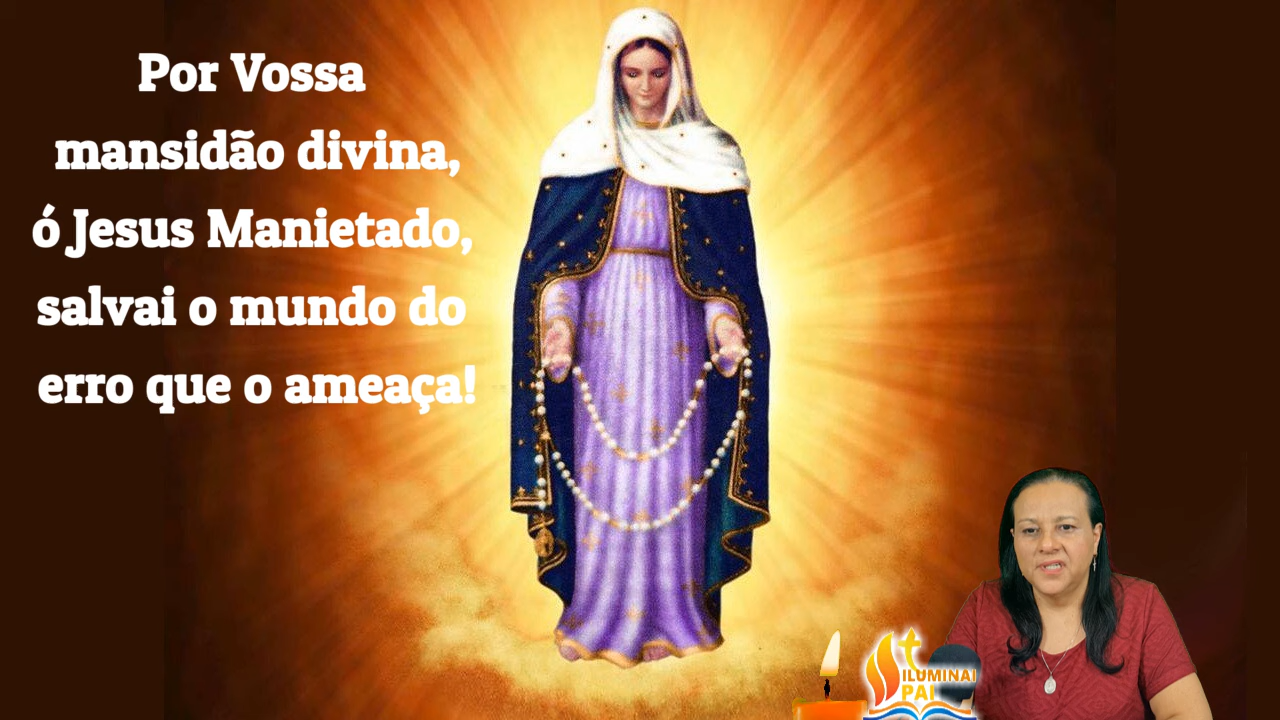 Por Vossa
mansidão divina,
ó Jesus Manietado,
salvai o mundo do
erro que o ameaça!
ILUMINAI
PAI